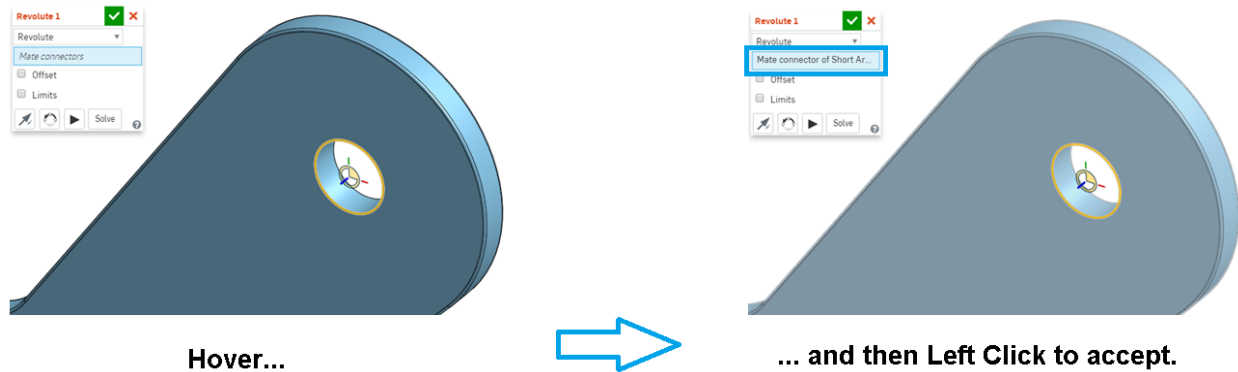 Revolute 1
Revolute
Mate connectors
Offset
Limits
Solve
Hover...
Revolute 1
Revolute
Mate connector of Short Ar...
Offset
Limits
Solve
... and then Left Click to accept.